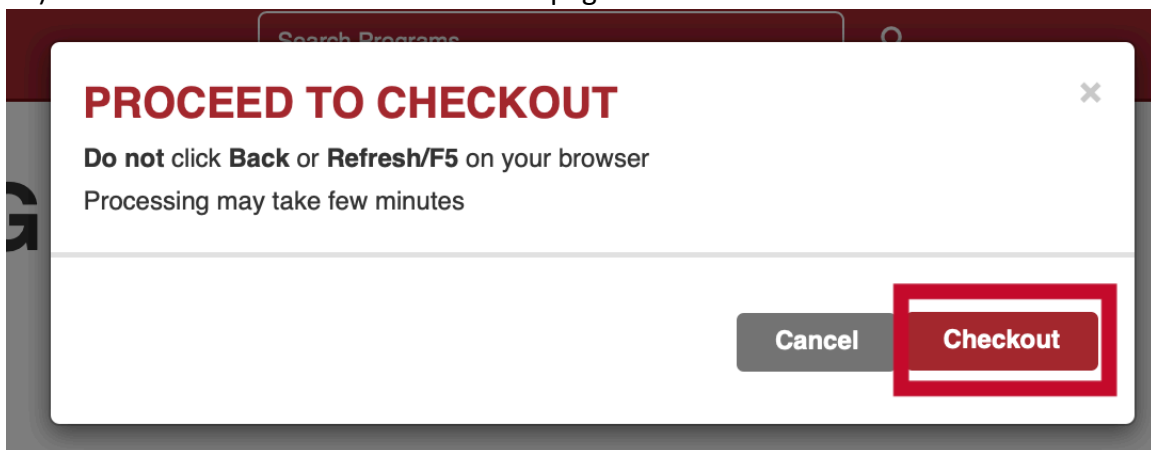 Search Programs
PROCEED TO CHECKOUT
Do not click Back or Refresh/F5 on your browser
Processing may take few minutes
Cancel
Checkout